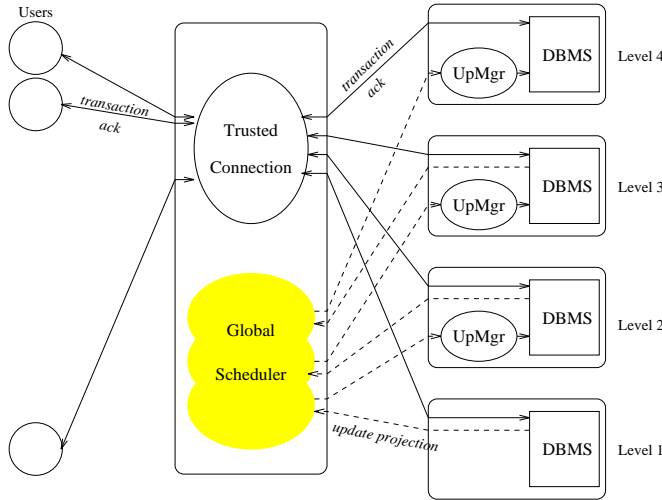 Users
transaction
ack
Trusted
Connection
Global
Scheduler
update projection
transaction
ack
DBMS
UpMgr
Level 4
DBMS
UpMgr
Level 3
DBMS
UpMgr
Level 2
DBMS
Level 1